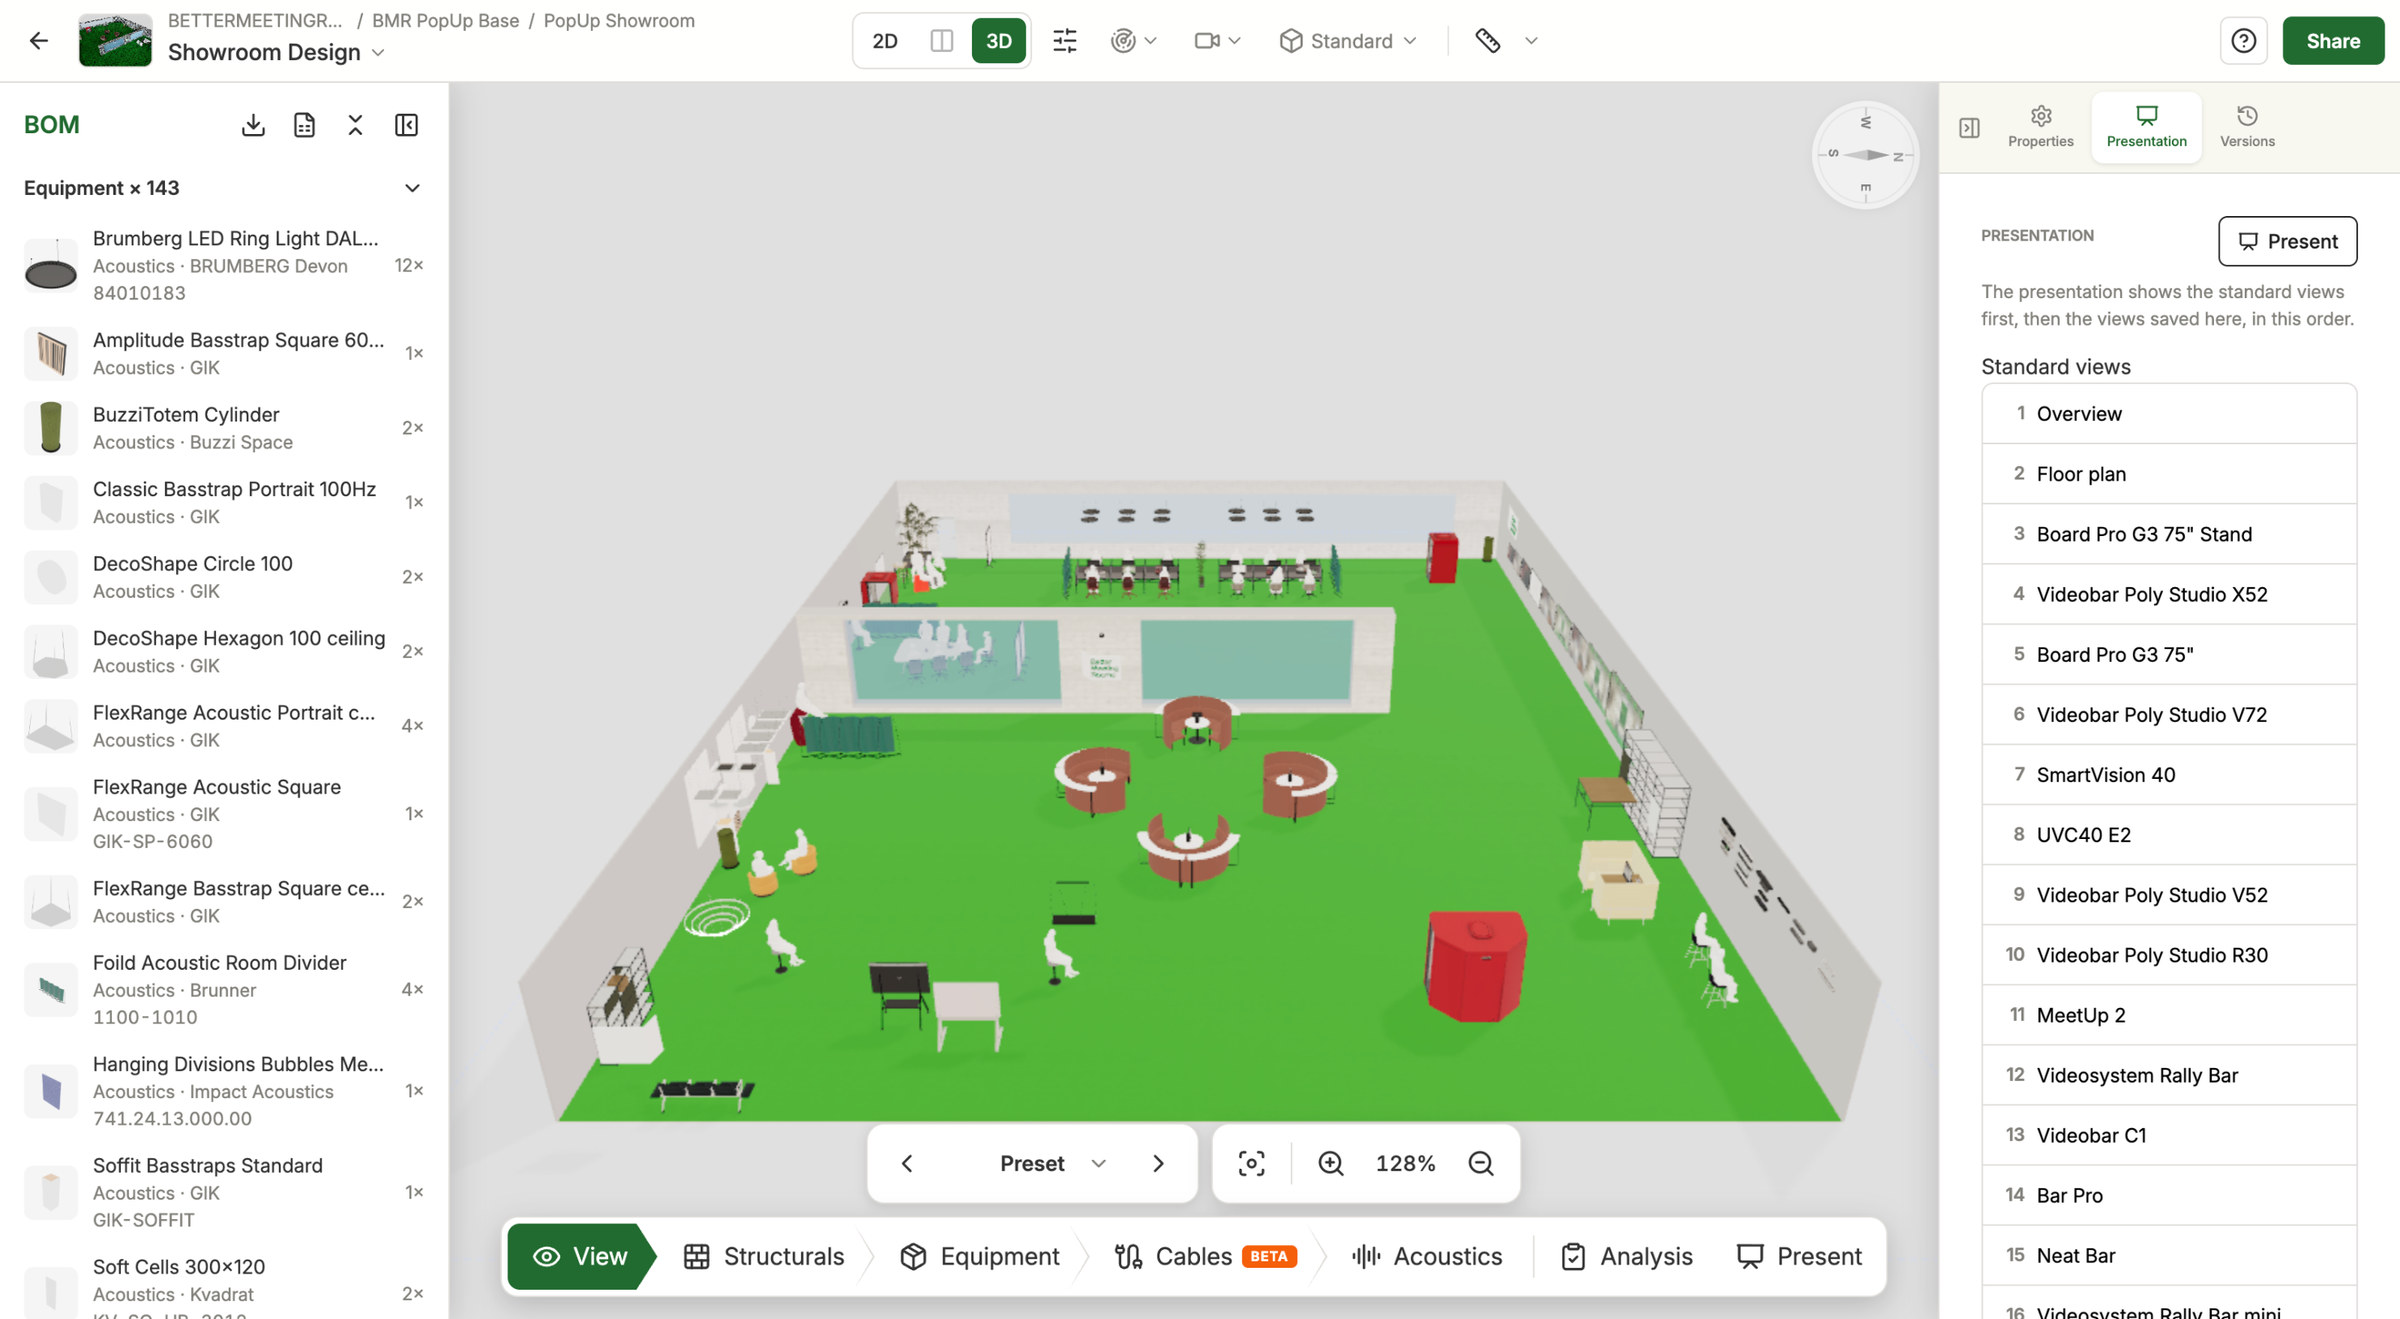 BETTERMEETINGR... / BMR PopUp Base / PopUp Showroom
Showroom Design
2D
3D
Standard
Share
BOM
Equipment × 143
Brumberg LED Ring Light DAL...
Acoustics · BRUMBERG Devon
84010183
12×
Amplitude Basstrap Square 60...
Acoustics · GIK
1×
BuzziTotem Cylinder
Acoustics · Buzzi Space
2×
Classic Basstrap Portrait 100Hz
Acoustics · GIK
1×
DecoShape Circle 100
Acoustics · GIK
2×
DecoShape Hexagon 100 ceiling
Acoustics · GIK
2×
FlexRange Acoustic Portrait c...
Acoustics · GIK
4×
FlexRange Acoustic Square
Acoustics · GIK
GIK-SP-6060
1×
FlexRange Basstrap Square ce...
Acoustics · GIK
2×
Foild Acoustic Room Divider
Acoustics · Brunner
1100-1010
4×
Hanging Divisions Bubbles Me...
Acoustics · Impact Acoustics
741.24.13.000.00
1×
Soffit Basstraps Standard
Acoustics · GIK
GIK-SOFFIT
1×
Soft Cells 300×120
Acoustics · Kvadrat
2×
W
S
N
E
Better
Meeting
Rooms
Preset
128%
View
Structurals
Equipment
Cables BETA
Acoustics
Analysis
Present
Properties
Presentation
Versions
PRESENTATION
Present
The presentation shows the standard views
first, then the views saved here, in this order.
Standard views
1 Overview
2 Floor plan
3 Board Pro G3 75" Stand
4 Videobar Poly Studio X52
5 Board Pro G3 75"
6 Videobar Poly Studio V72
7 SmartVision 40
8 UVC40 E2
9 Videobar Poly Studio V52
10 Videobar Poly Studio R30
11 MeetUp 2
12 Videosystem Rally Bar
13 Videobar C1
14 Bar Pro
15 Neat Bar
16 Videosystem Rally Bar mini